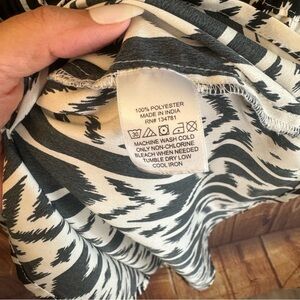 100% POLYESTER
MADE IN INDIA
RN# 134781
30
MACHINE WASH COLD
ONLY NON-CHLORINE
BLEACH WHEN NEEDED
TUMBLE DRY LOW
COOL IRON